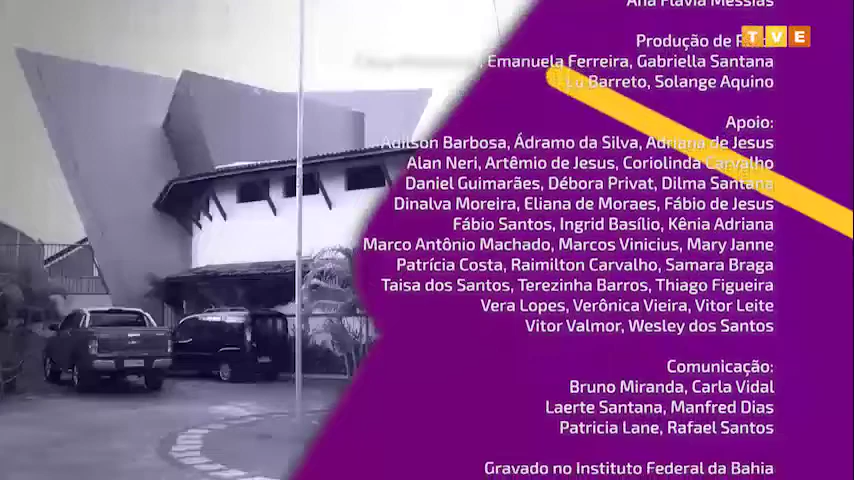 Ana Flávia Messias
TVE
Produção de
Emanuela Ferreira, Gabriella Santana
Lu Barreto, Solange Aquino
Apoio:
Adilson Barbosa, Ádramo da Silva, Adriana de Jesus
Alan Neri, Artêmio de Jesus, Coriolinda Carvalho
Daniel Guimarães, Débora Privat, Dilma Santana
Dinalva Moreira, Eliana de Moraes, Fábio de Jesus
Fábio Santos, Ingrid Basílio, Kênia Adriana
Marco Antônio Machado, Marcos Vinicius, Mary Janne
Patrícia Costa, Raimilton Carvalho, Samara Braga
Taisa dos Santos, Terezinha Barros, Thiago Figueira
Vera Lopes, Verônica Vieira, Vitor Leite
Vitor Valmor, Wesley dos Santos
Comunicação:
Bruno Miranda, Carla Vidal
Laerte Santana, Manfred Dias
Patricia Lane, Rafael Santos
Gravado no Instituto Federal da Bahia